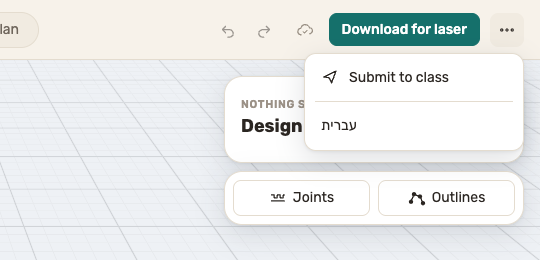 lan
Download for laser
Submit to class
עברית
NOTHING S
Design
Joints
Outlines